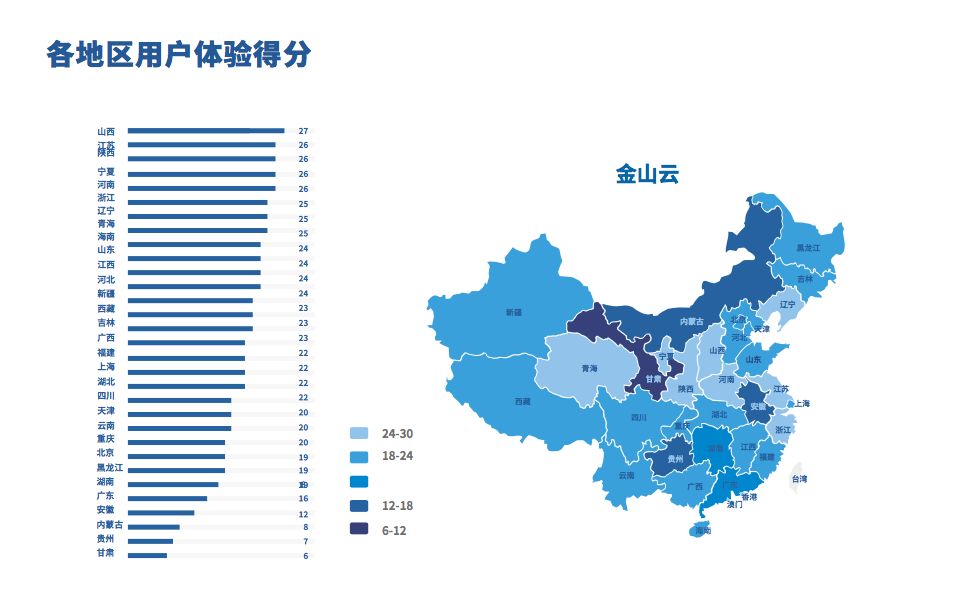 各地区用户体验得分
山西 27
江苏 26
陕西 26
宁夏 26
河南 26
浙江 25
辽宁 25
青海 25
海南 24
山东 24
江西 24
河北 24
新疆 23
西藏 23
吉林 23
广西 22
福建 22
上海 22
湖北 22
四川 20
天津 20
云南 20
重庆 19
北京 19
黑龙江
湖南
广东 16
安徽 12
内蒙古 8
贵州 7
甘肃 6
金山云
黑龙江
吉林
辽宁
新疆
内蒙古
北京
天津
河北
山西
宁夏
山东
青海
甘肃
河南
陕西
江苏
西藏
安徽
上海
四川
湖北
重庆
浙江
湖南
江西
贵州
福建
云南
台湾
广西
广东
香港
澳门
海南
24-30
18-24
12-18
6-12